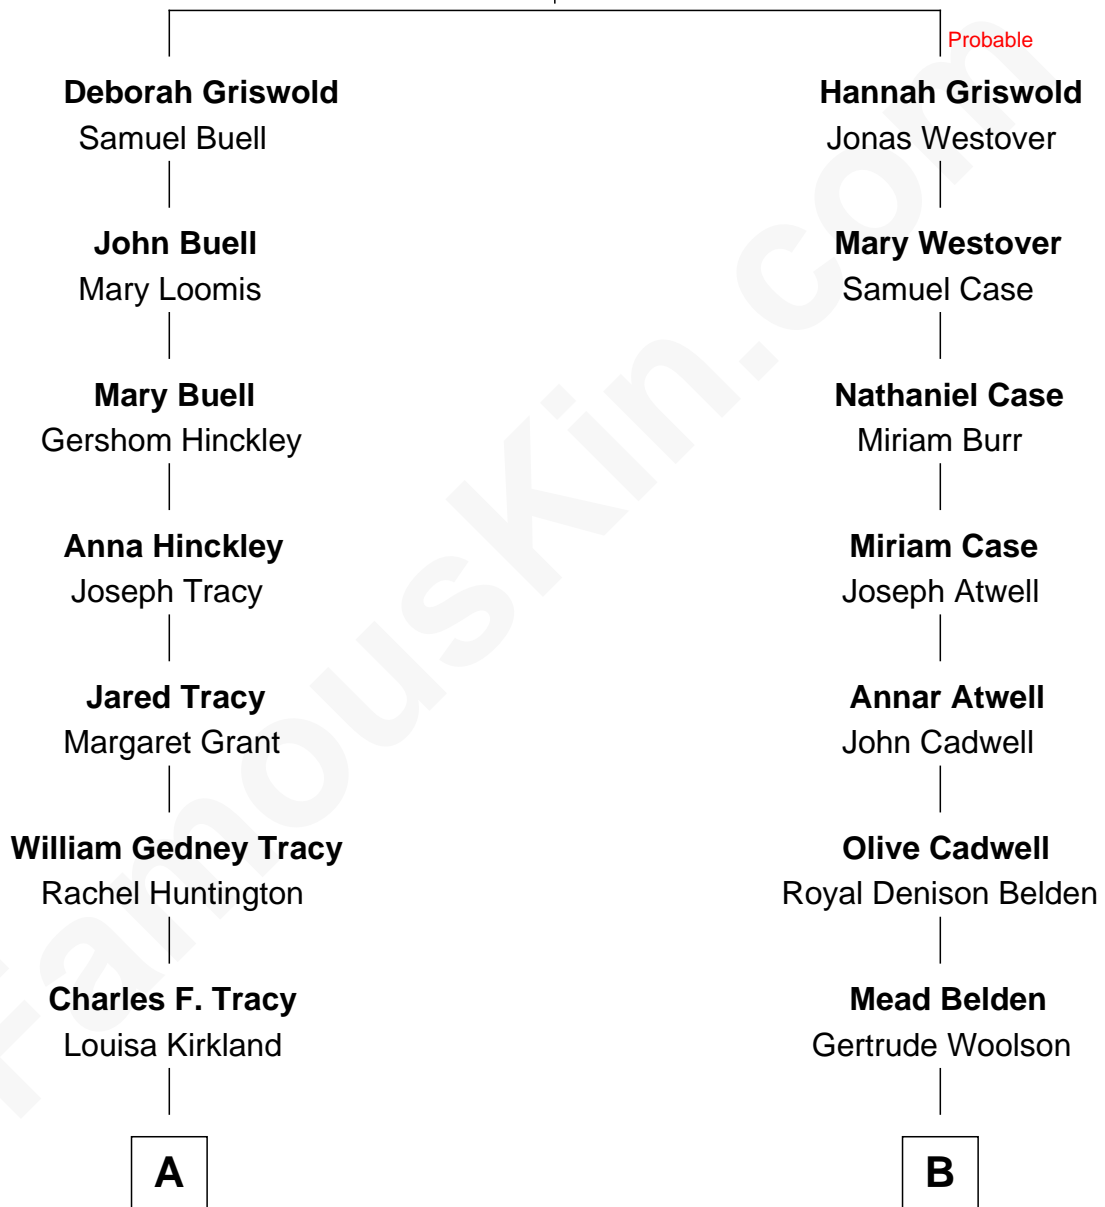 Probable
Deborah Griswold
Samuel Buell
Hannah Griswold
Jonas Westover
John Buell
Mary Loomis
Mary Westover
Samuel Case
Mary Buell
Gershom Hinckley
Nathaniel Case
Miriam Burr
Anna Hinckley
Joseph Tracy
Miriam Case
Joseph Atwell
Jared Tracy
Margaret Grant
Annar Atwell
John Cadwell
William Gedney Tracy
Rachel Huntington
Olive Cadwell
Royal Denison Belden
Charles F. Tracy
Louisa Kirkland
Mead Belden
Gertrude Woolson
A
B
FamousKin.com